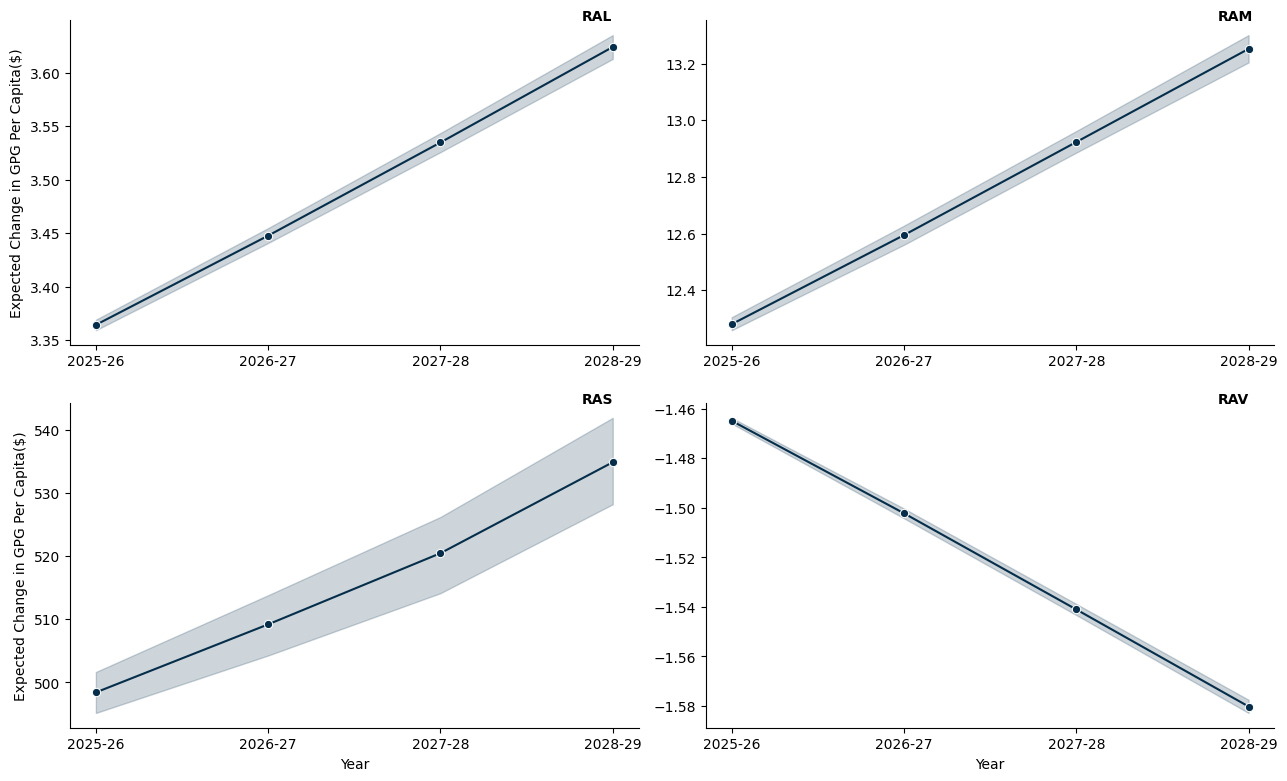 RAL
Expected Change in GPG Per Capita($)
3.60
3.55
3.50
3.45
3.40
3.35
2025-26 2026-27 2027-28 2028-29
RAM
13.2
13.0
12.8
12.6
12.4
2025-26 2026-27 2027-28 2028-29
RAS
Expected Change in GPG Per Capita($)
540
530
520
510
500
2025-26 2026-27 2027-28 2028-29
Year
RAV
−1.46
−1.48
−1.50
−1.52
−1.54
−1.56
−1.58
2025-26 2026-27 2027-28 2028-29
Year